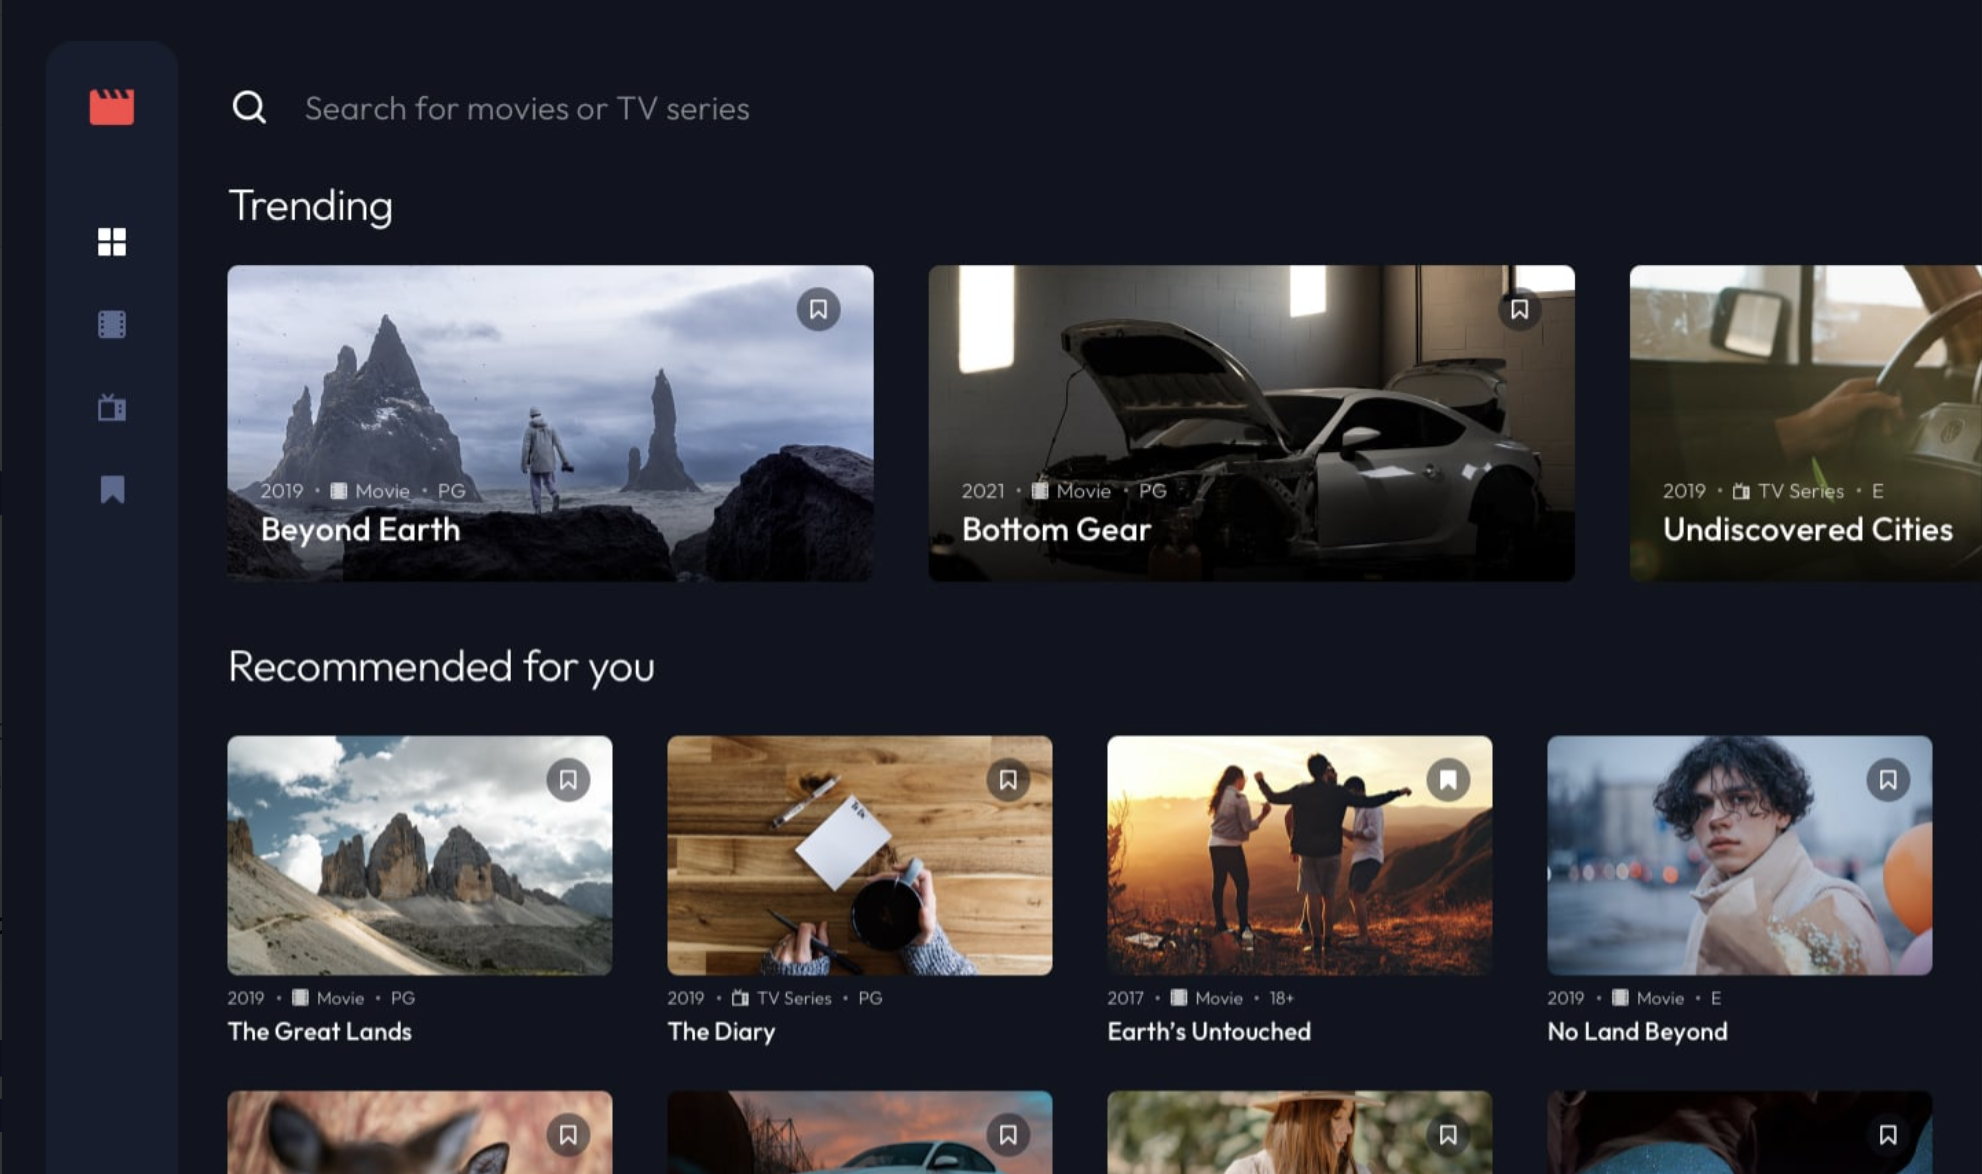 Search for movies or TV series
Trending
2019 • Movie • PG
Beyond Earth
2021 • Movie • PG
Bottom Gear
2019 • TV Series • E
Undiscovered Cities
Recommended for you
2019 • Movie • PG
The Great Lands
2019 • TV Series • PG
The Diary
2017 • Movie • 18+
Earth's Untouched
2019 • Movie • E
No Land Beyond